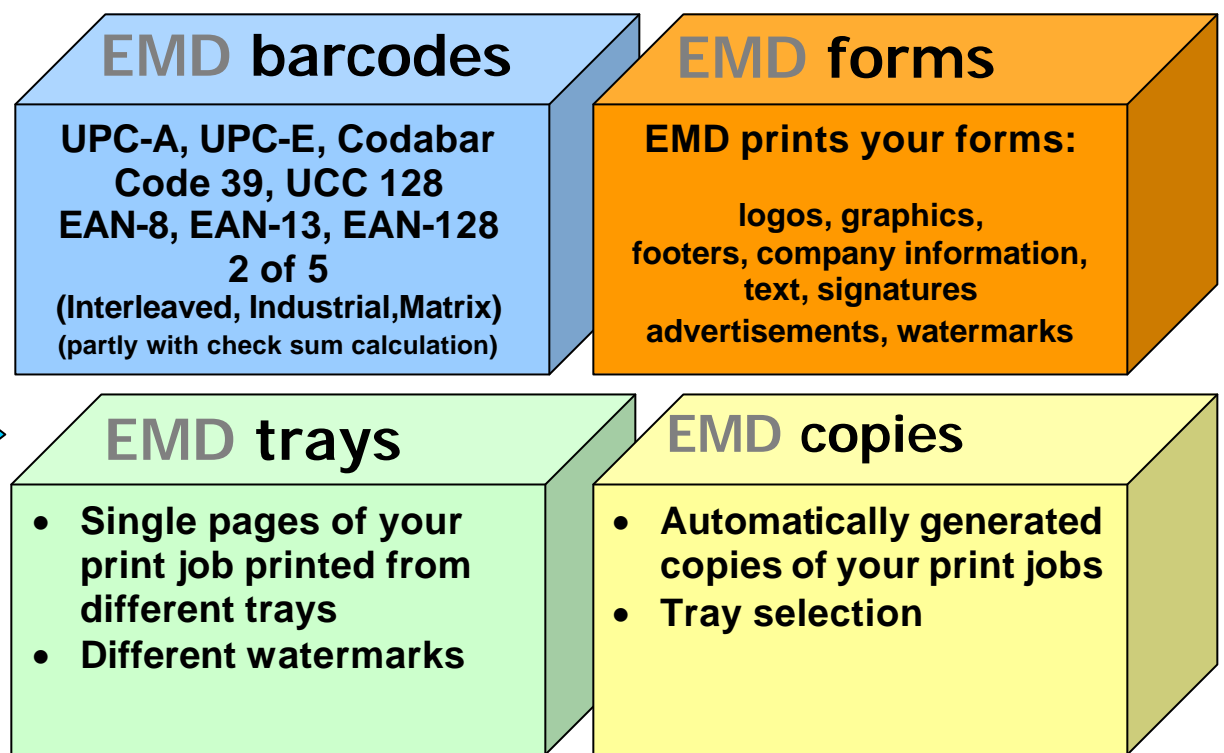 EMD barcodes
UPC-A, UPC-E, Codabar
Code 39, UCC 128
EAN-8, EAN-13, EAN-128
2 of 5
(Interleaved, Industrial,Matrix)
(partly with check sum calculation)
EMD forms
EMD prints your forms:
logos, graphics,
footers, company information,
text, signatures
advertisements, watermarks
EMD trays
• Single pages of your
print job printed from
different trays
• Different watermarks
EMD copies
• Automatically generated
copies of your print jobs
• Tray selection